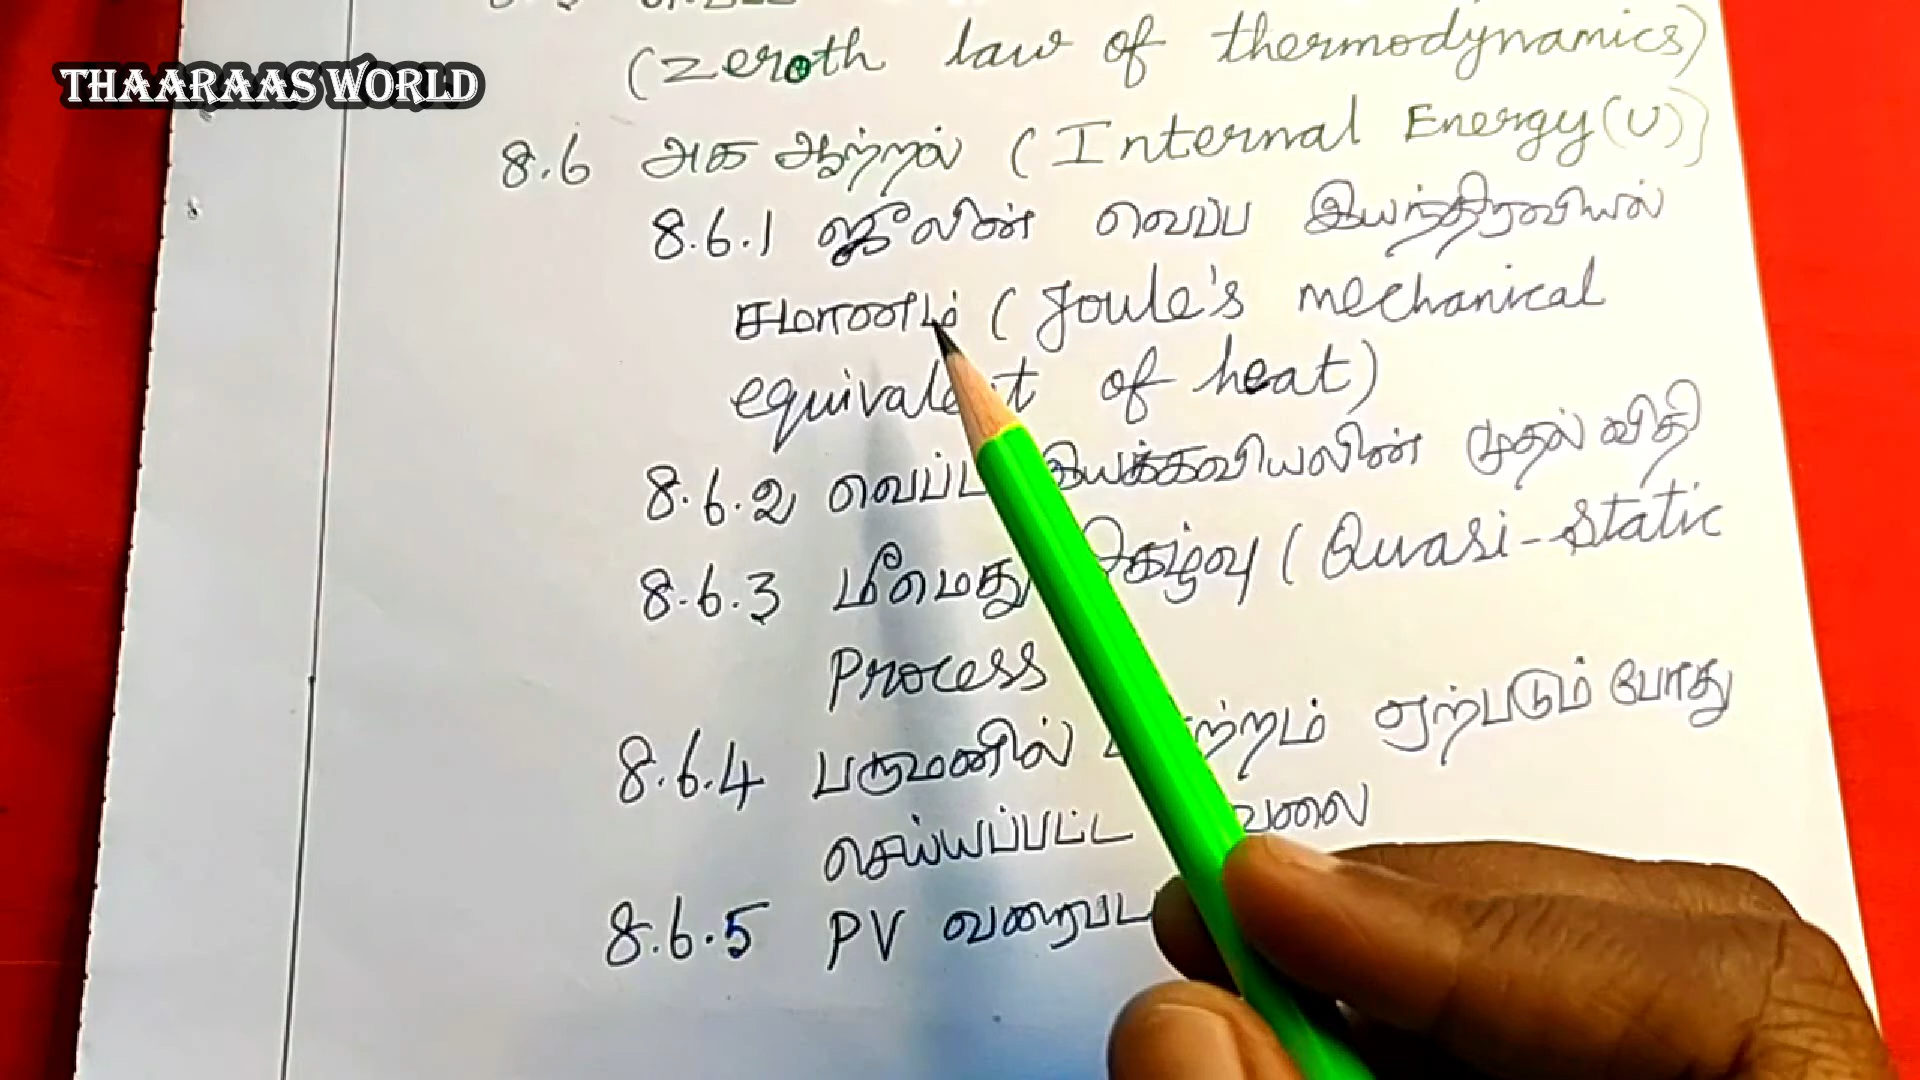 THAARAAS WORLD
(Zeroth law of thermodynamics)
8.6 அக ஆற்றல் (Internal Energy(U))
8.6.1 ஜூலின் வெப்ப இயந்திரவியல்
சமானம் (Joule's mechanical
equivalent of heat)
8.6.2 இயக்கவியலின் முதல் விதி
8.6.3 (Quasi-static
Process
8.6.4 பருமனில் ஏற்படும் போது
செய்யப்பட்ட
8.6.5 PV